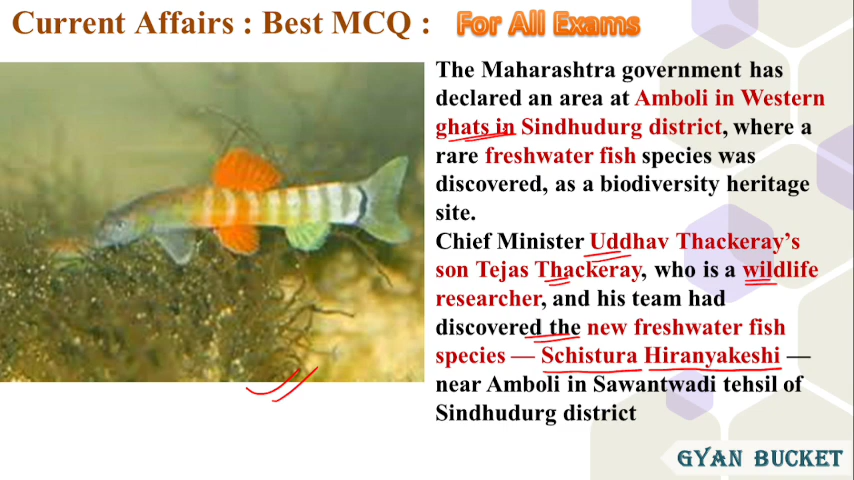 Current Affairs : Best MCQ : For All Exams
The Maharashtra government has
declared an area at Amboli in Western
ghats in Sindhudurg district, where a
rare freshwater fish species was
discovered, as a biodiversity heritage
site.
Chief Minister Uddhav Thackeray's
son Tejas Thackeray, who is a wildlife
researcher, and his team had
discovered the new freshwater fish
species — Schistura Hiranyakeshi —
near Amboli in Sawantwadi tehsil of
Sindhudurg district
GYAN BUCKET